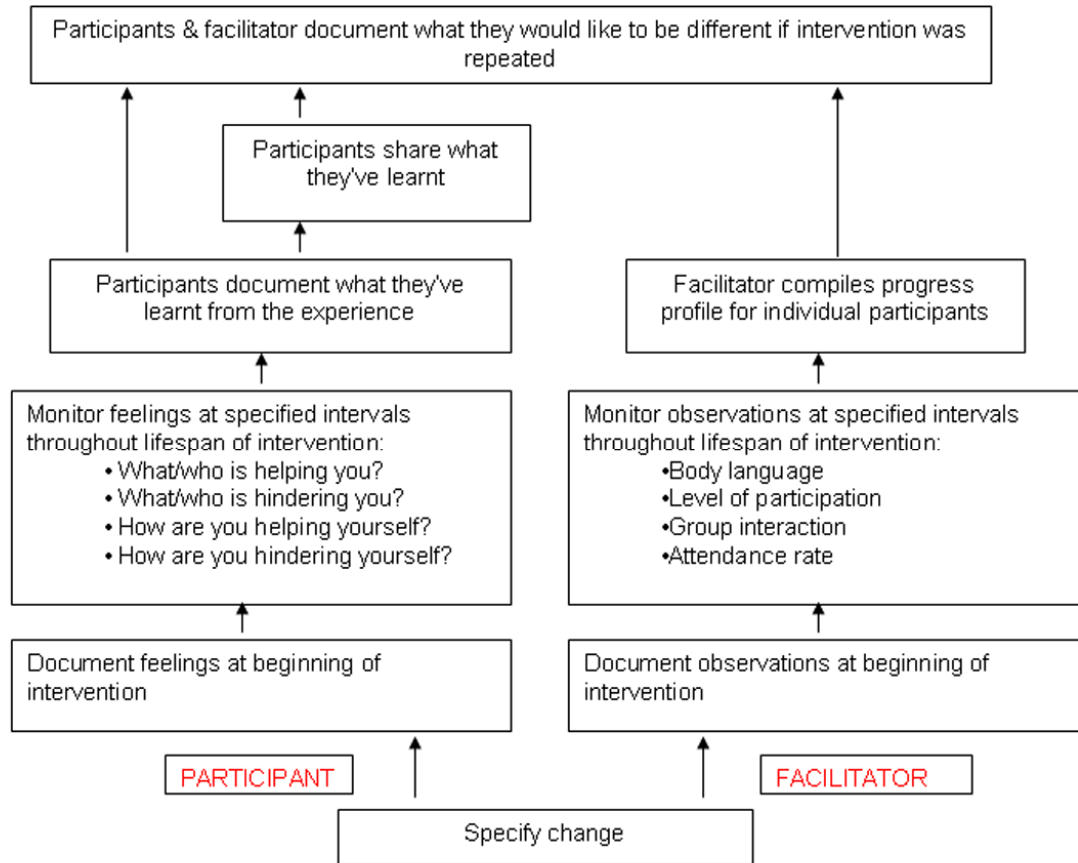 Participants & facilitator document what they would like to be different if intervention was
repeated
Participants share what
they've learnt
Participants document what they've
learnt from the experience
Facilitator compiles progress
profile for individual participants
Monitor feelings at specified intervals
throughout lifespan of intervention:
• What/who is helping you?
• What/who is hindering you?
• How are you helping yourself?
• How are you hindering yourself?
Monitor observations at specified intervals
throughout lifespan of intervention:
•Body language
•Level of participation
•Group interaction
•Attendance rate
Document feelings at beginning of
intervention
Document observations at beginning of
intervention
PARTICIPANT
FACILITATOR
Specify change